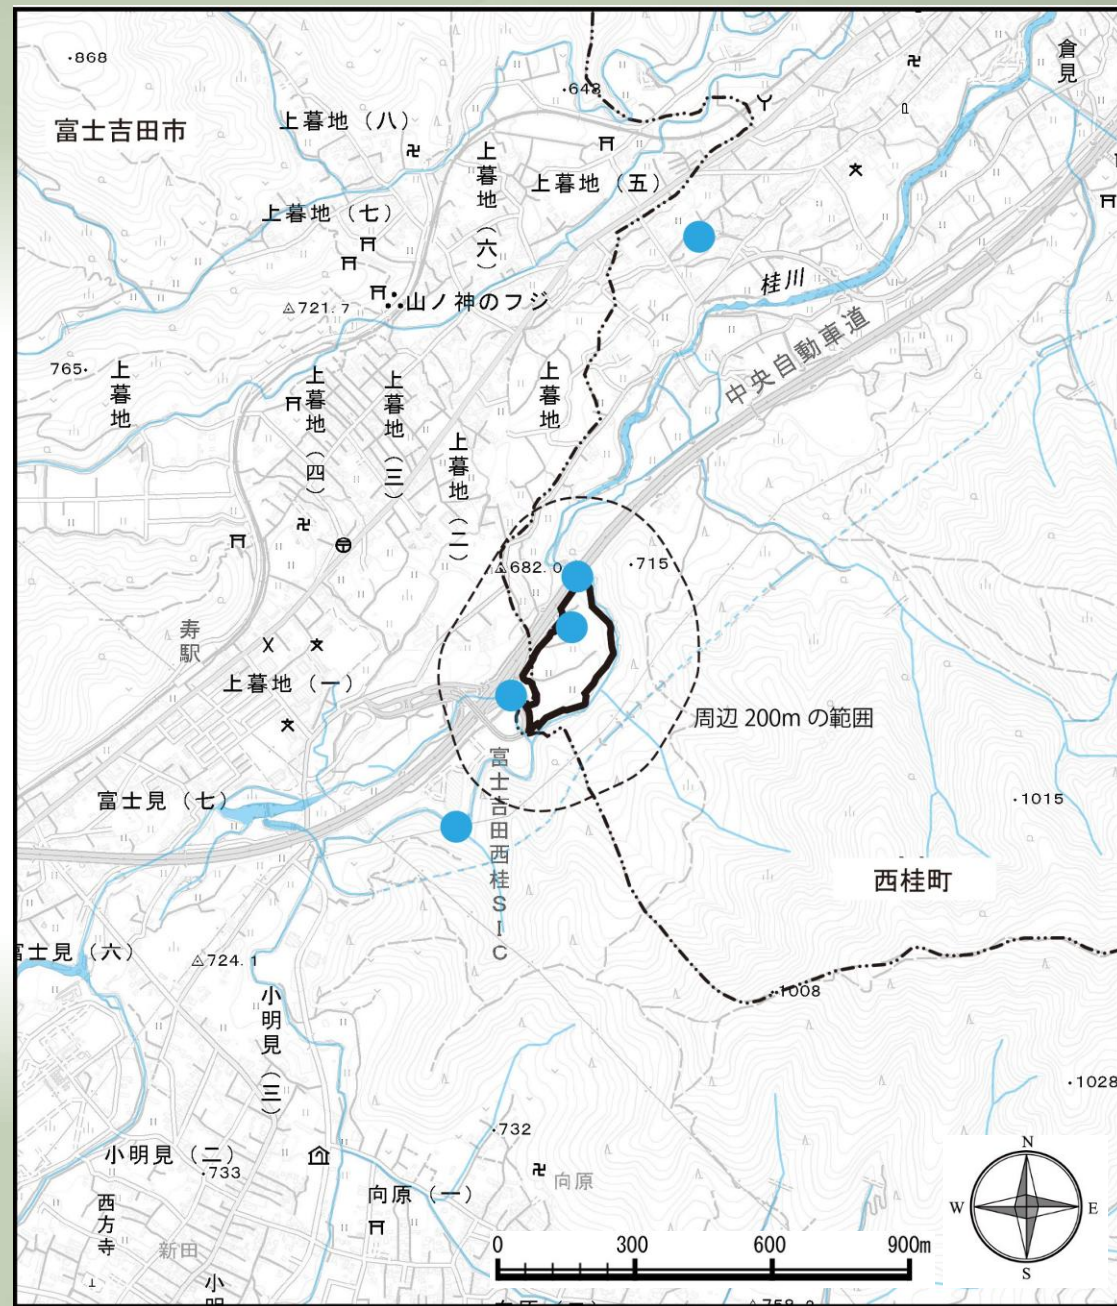 ・868
富士吉田市
上暮地（八）
・648
上暮地（五）
倉見
上暮地（六）
上暮地（七）
桂川
721.7
山ノ神のフジ
中央自動車道
765・
上暮地
上暮地（四）
上暮地（三）
上暮地（二）
上暮地
682.0
・715
寿駅
上暮地（一）
周辺200mの範囲
富士吉田西桂SIC
富士見（七）
・1015
西桂町
富士見（六）
724.1
・1008
小明見（三）
・1028
・732
小明見（二）
・733
向原
向原（一）
西方寺
新田
N
W
E
S
0 300 600 900m